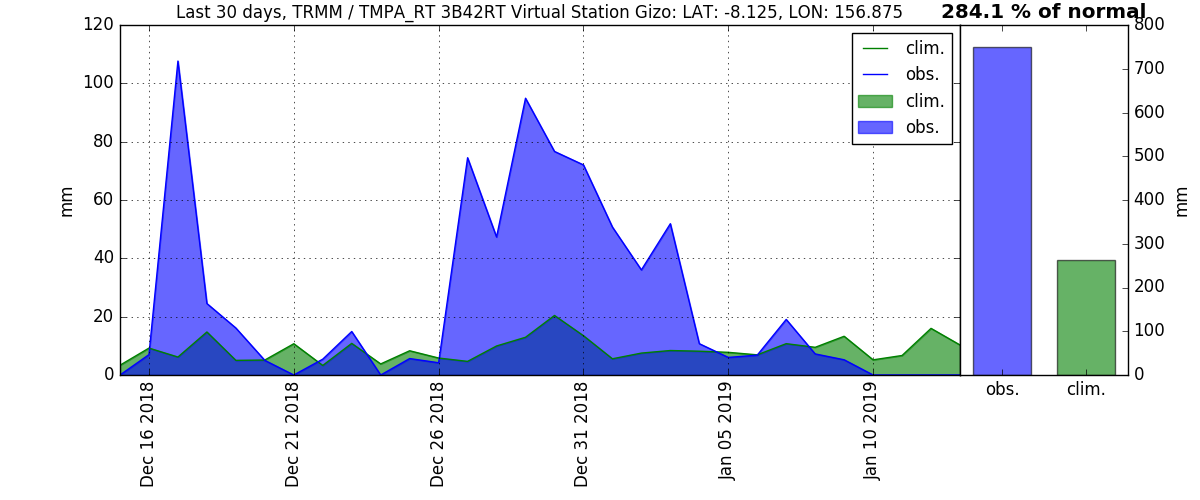 Last 30 days, TRMM / TMPA_RT 3B42RT Virtual Station Gizo: LAT: -8.125, LON: 156.875
284.1 % of normal
120
100
80
60
40
20
0
mm
clim.
obs.
clim.
obs.
Dec 16 2018
Dec 21 2018
Dec 26 2018
Dec 31 2018
Jan 05 2019
Jan 10 2019
800
700
600
500
400
300
200
100
0
mm
obs.
clim.